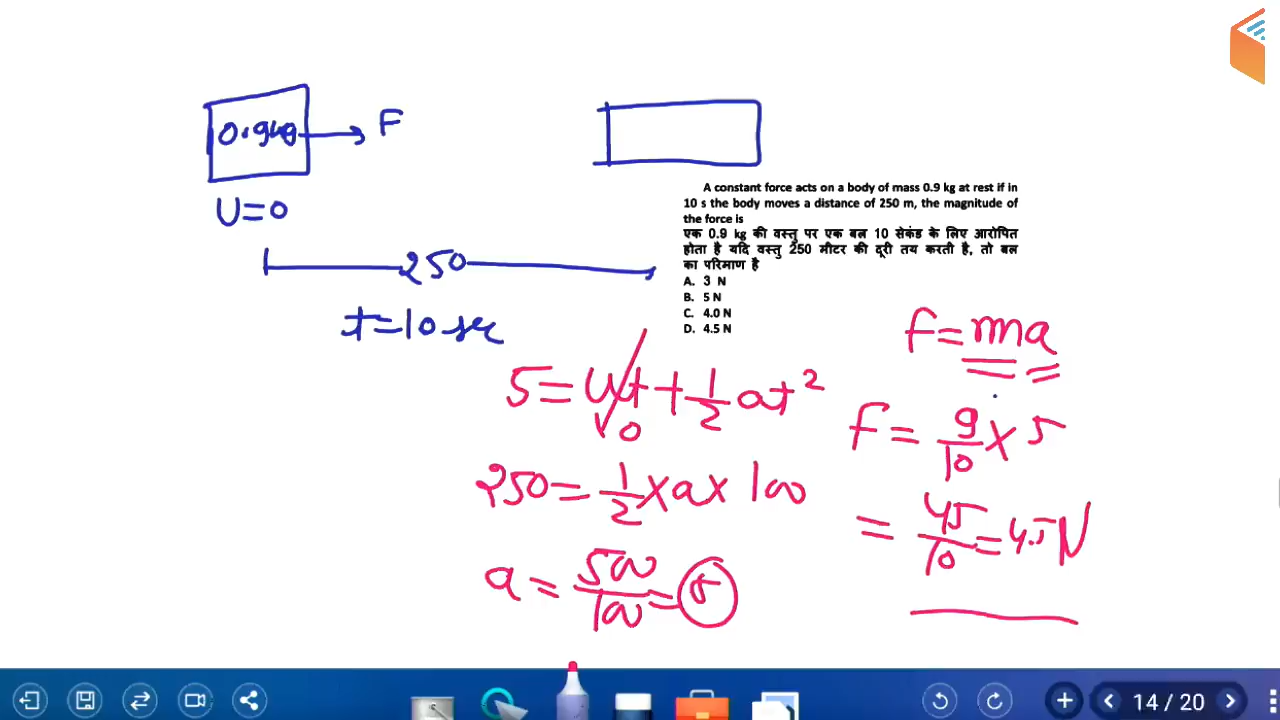 0.9kg
F
U=0
250
t=10 sec
A constant force acts on a body of mass 0.9 kg at rest if in
10 s the body moves a distance of 250 m, the magnitude of
the force is
एक 0.9 kg की वस्तु पर एक बल 10 सेकंड के लिए आरोपित
होता है यदि वस्तु 250 मीटर की दूरी तय करती है, तो बल
का परिमाण है
A. 3 N
B. 5 N
C. 4.0 N
D. 4.5 N
S=ut+1/2 at²
0
250=1/2×a×100
a=500/100=5
F=ma
F=9/10×5
=45/10=4.5N
14 / 20